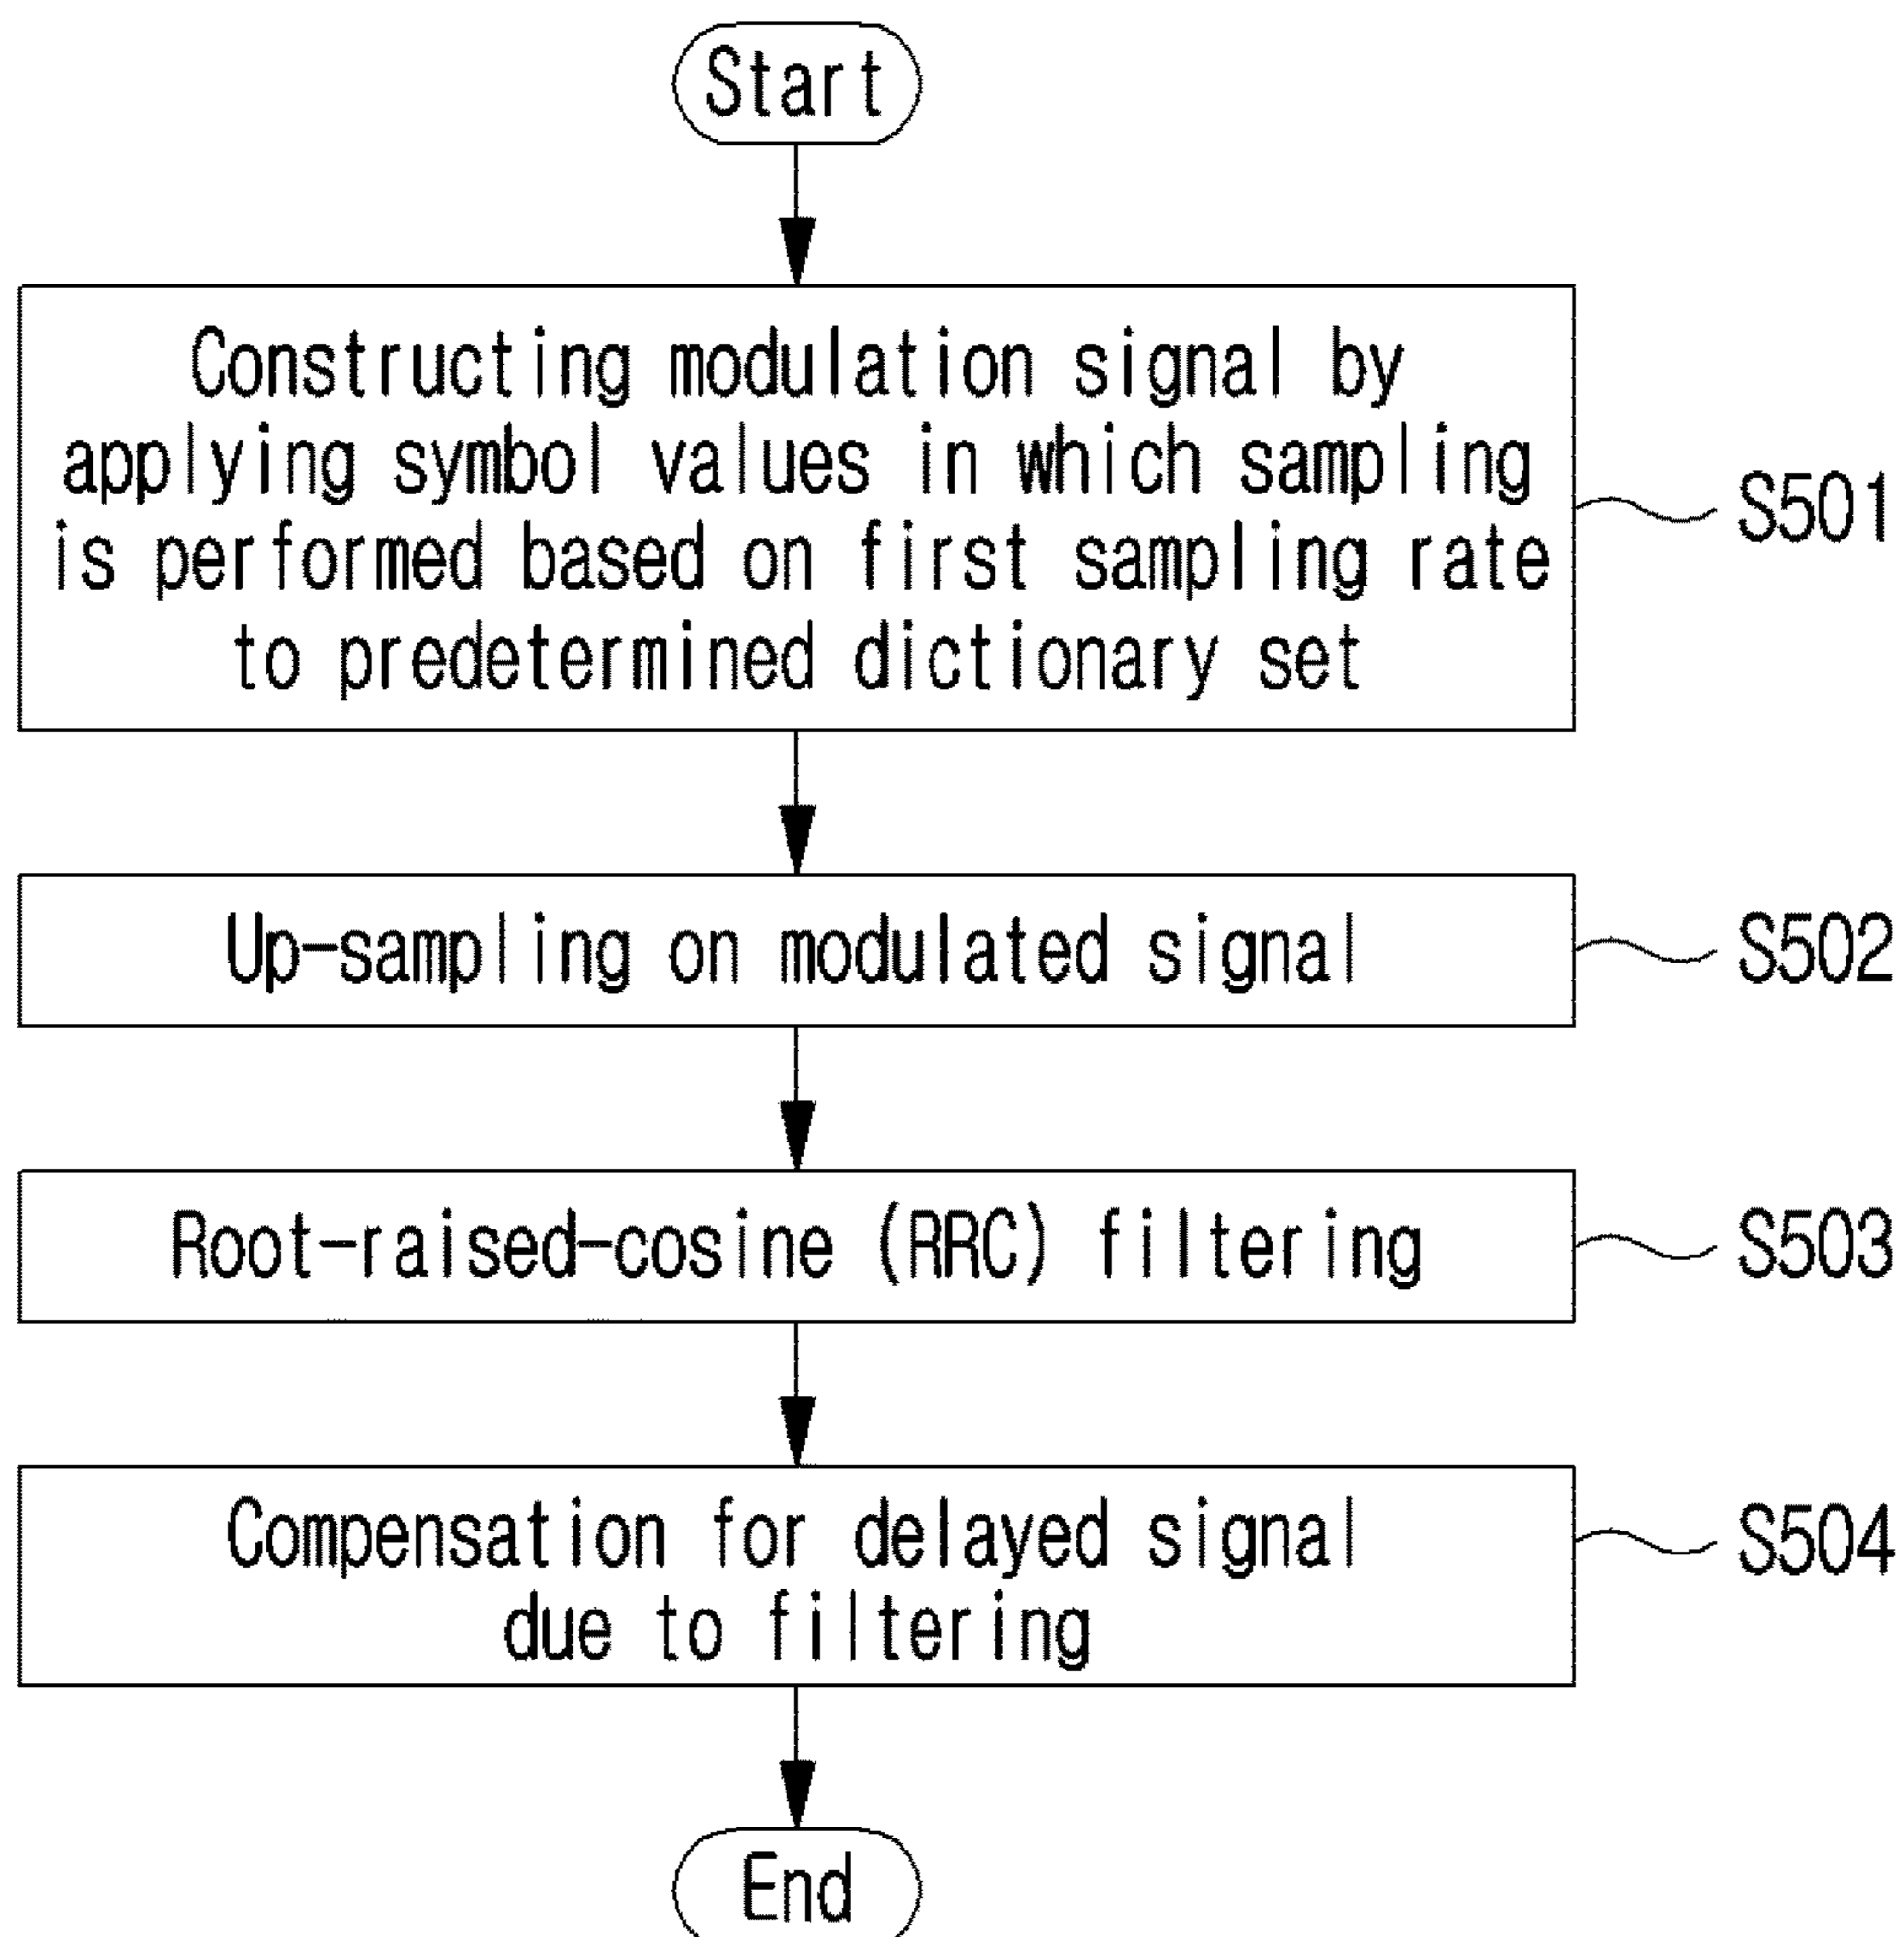 Start
Constructing modulation signal by
applying symbol values in which sampling
is performed based on first sampling rate
to predetermined dictionary set
S501
Up-sampling on modulated signal
S502
Root-raised-cosine (RRC) filtering
S503
Compensation for delayed signal
due to filtering
S504
End